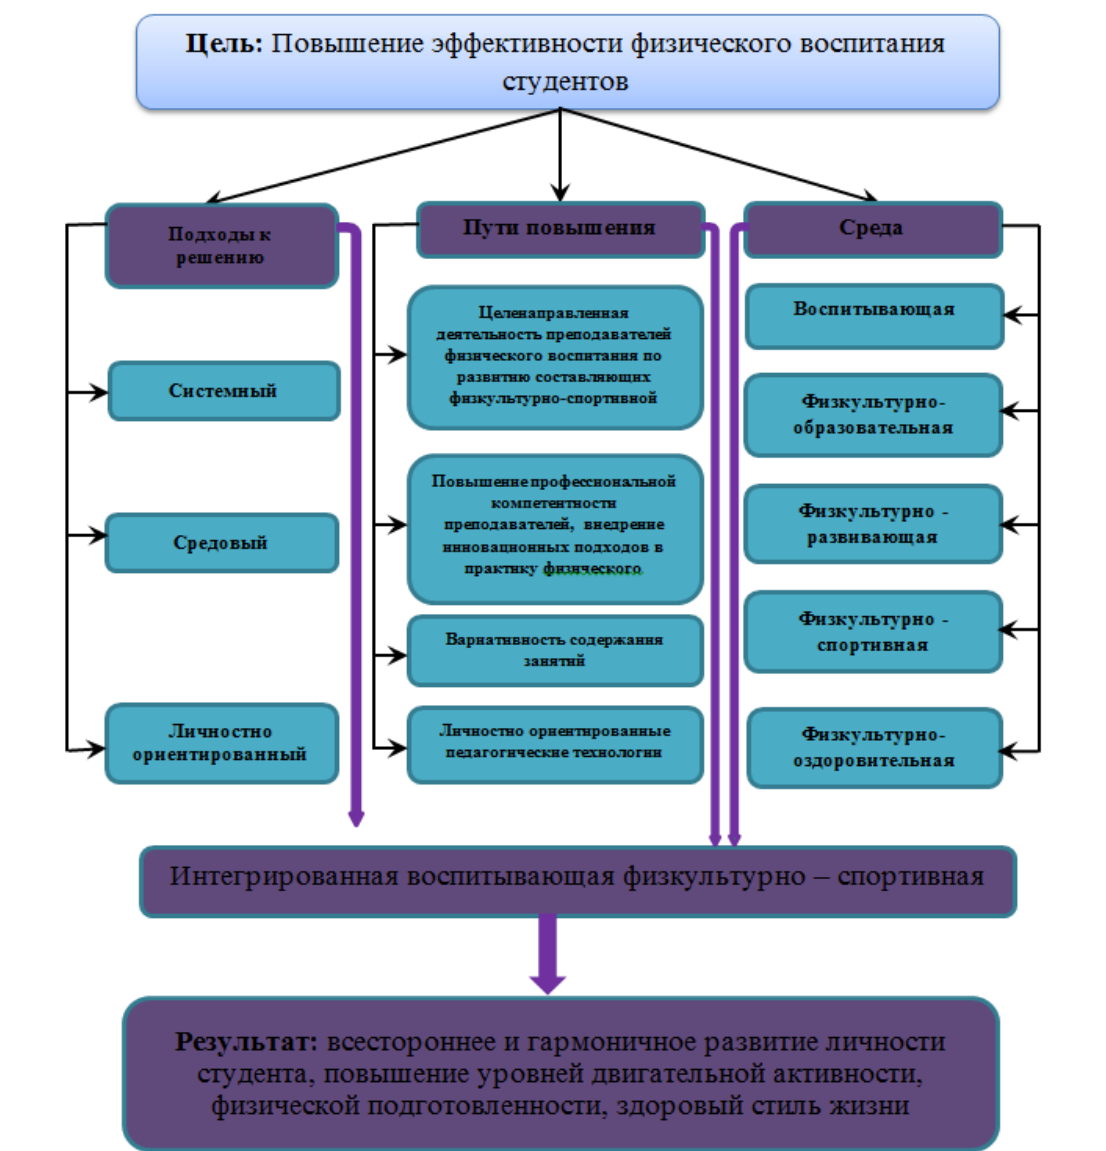 Цель: Повышение эффективности физического воспитания
студентов
Подходы к
решению
Системный
Средовый
Личностно
ориентированный
Пути повышения
Целенаправленная
деятельность преподавателей
физического воспитания по
развитию составляющих
физкультурно-спортивной
Повышение профессиональной
компетентности
преподавателей, внедрение
инновационных подходов в
практику физического
Вариативность содержания
занятий
Личностно ориентированные
педагогические технологии
Среда
Воспитывающая
Физкультурно-
образовательная
Физкультурно -
развивающая
Физкультурно -
спортивная
Физкультурно-
оздоровительная
Интегрированная воспитывающая физкультурно – спортивная
Результат: всестороннее и гармоничное развитие личности
студента, повышение уровней двигательной активности,
физической подготовленности, здоровый стиль жизни